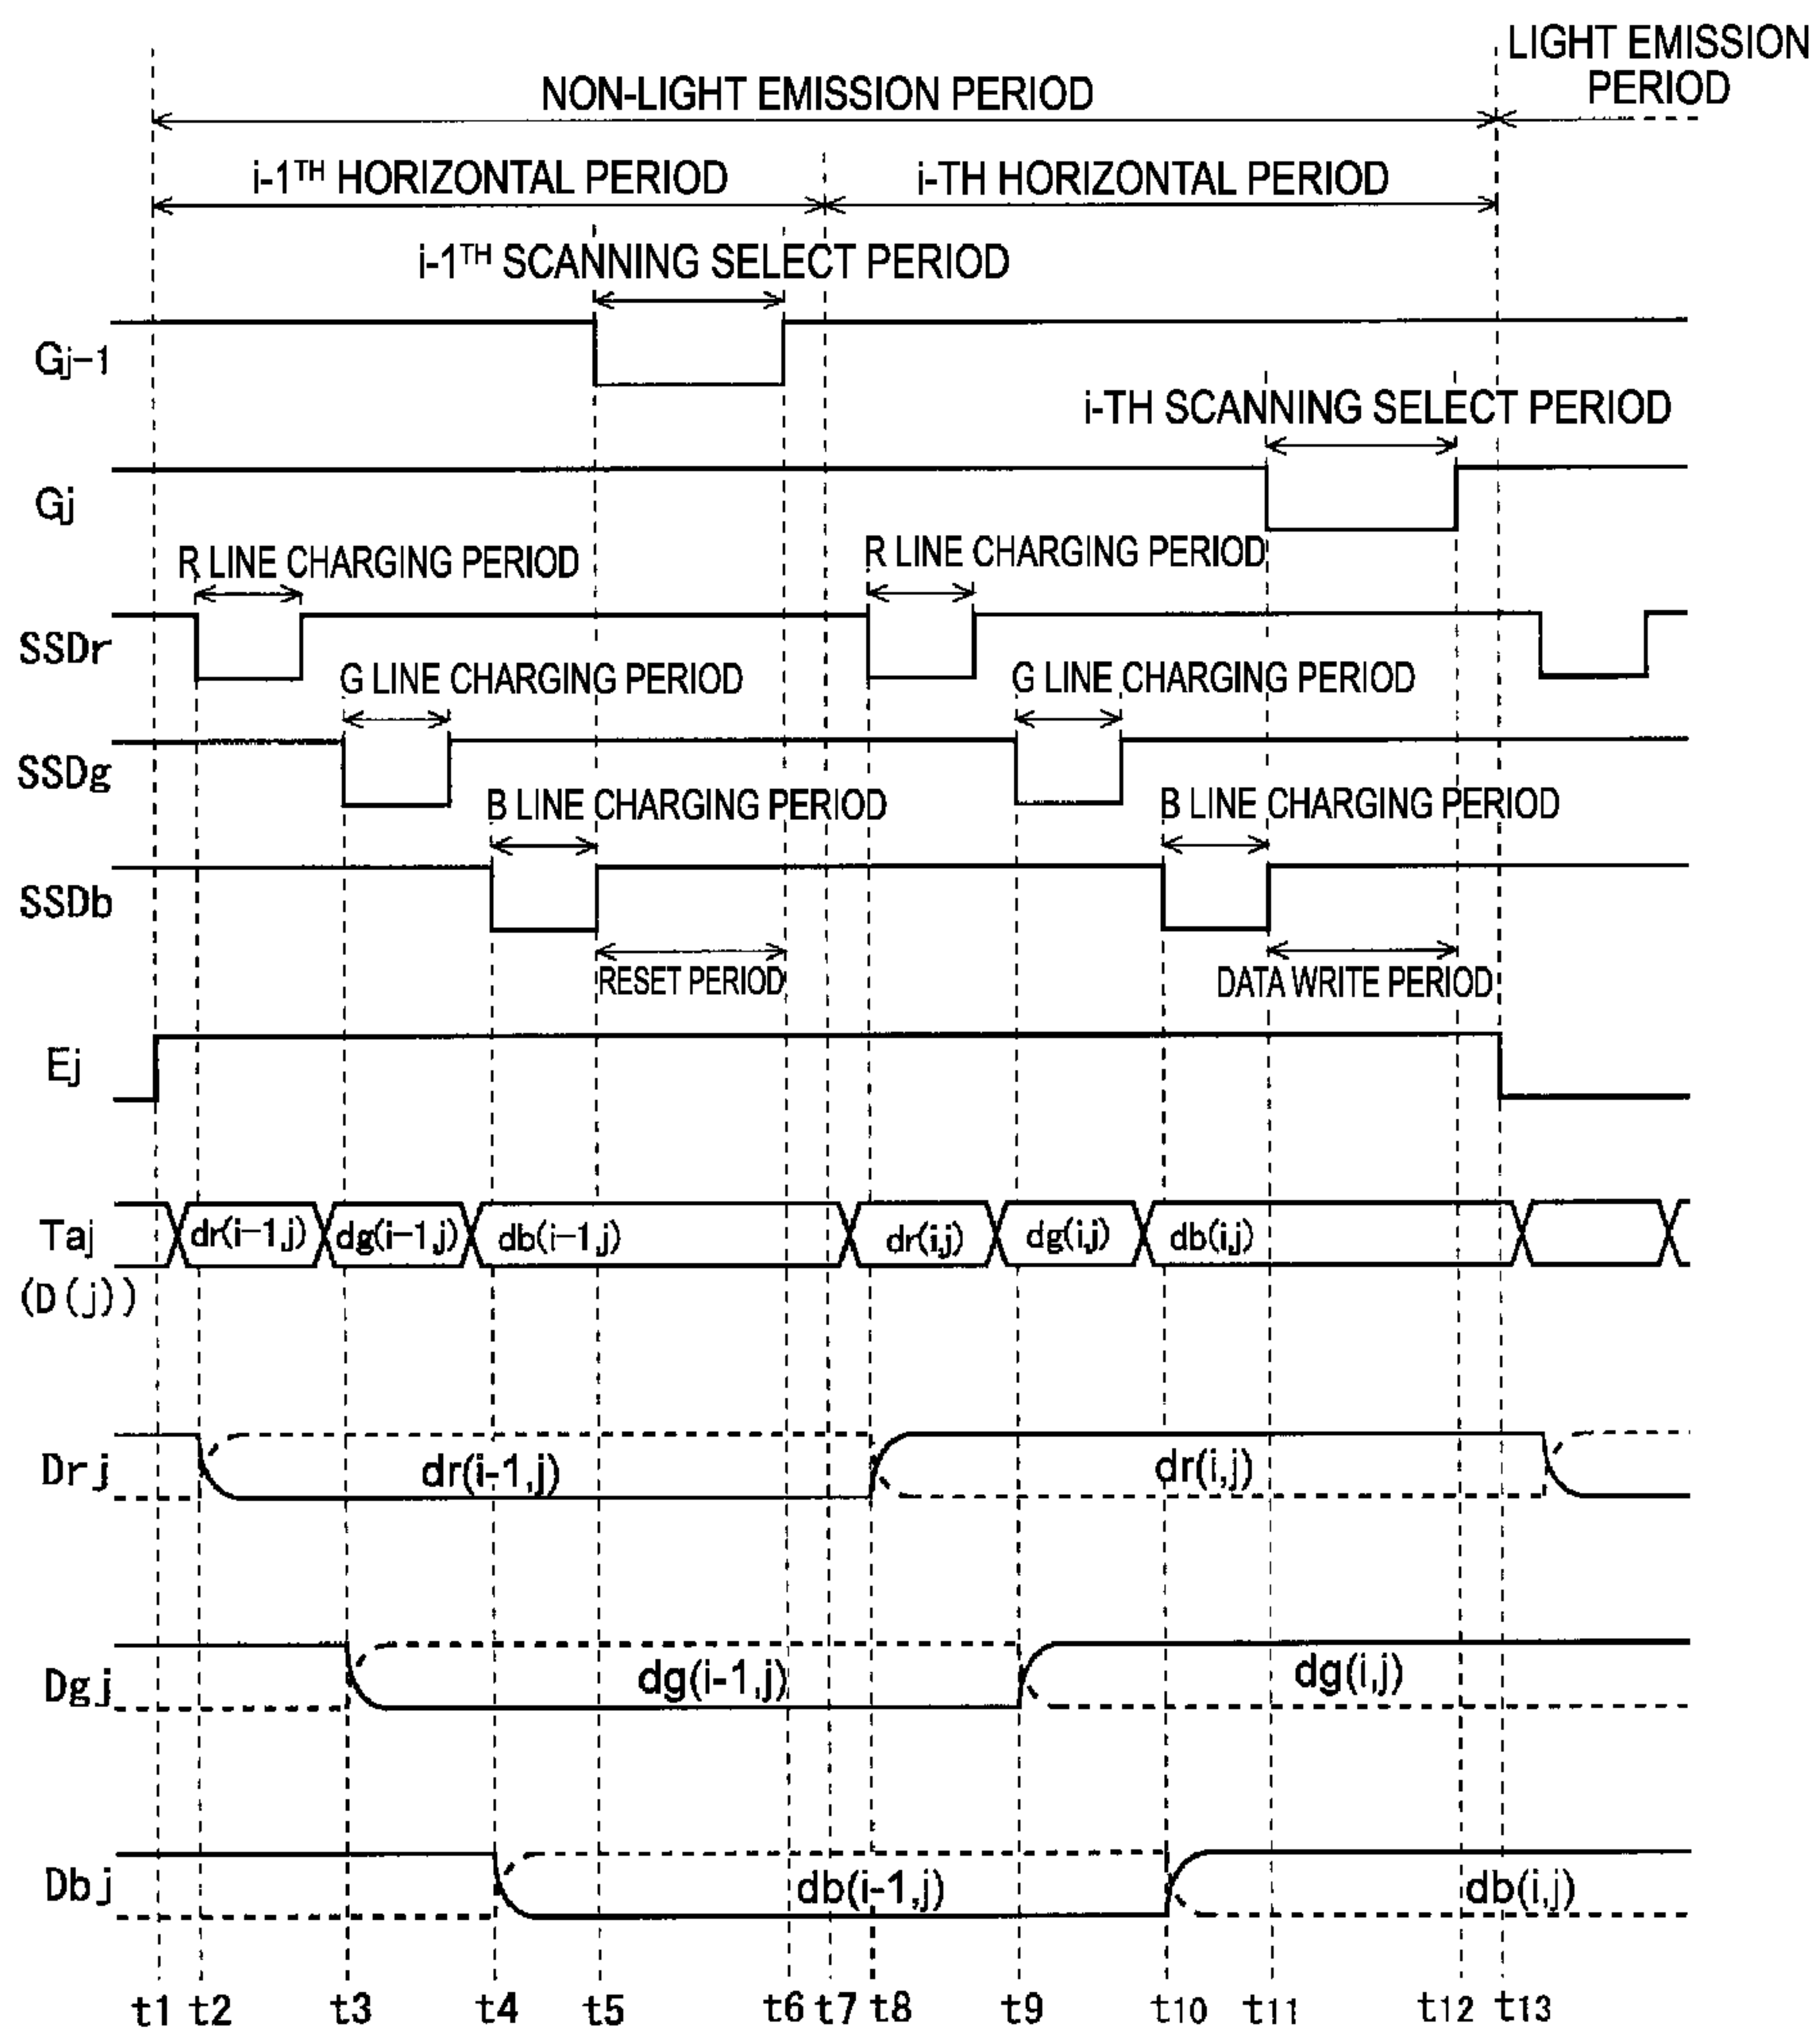 LIGHT EMISSION
PERIOD
NON-LIGHT EMISSION PERIOD
i-1TH HORIZONTAL PERIOD
i-TH HORIZONTAL PERIOD
i-1TH SCANNING SELECT PERIOD
Gj-1
i-TH SCANNING SELECT PERIOD
Gj
R LINE CHARGING PERIOD
R LINE CHARGING PERIOD
SSDr
G LINE CHARGING PERIOD
G LINE CHARGING PERIOD
SSDg
B LINE CHARGING PERIOD
B LINE CHARGING PERIOD
SSDb
RESET PERIOD
DATA WRITE PERIOD
Ej
Taj
(D(j))
dr(i-1,j)
dg(i-1,j)
db(i-1,j)
dr(i,j)
dg(i,j)
db(i,j)
Drj
dr(i-1,j)
dr(i,j)
Dgj
dg(i-1,j)
dg(i,j)
Dbj
db(i-1,j)
db(i,j)
t1 t2 t3 t4 t5 t6 t7 t8 t9 t10 t11 t12 t13